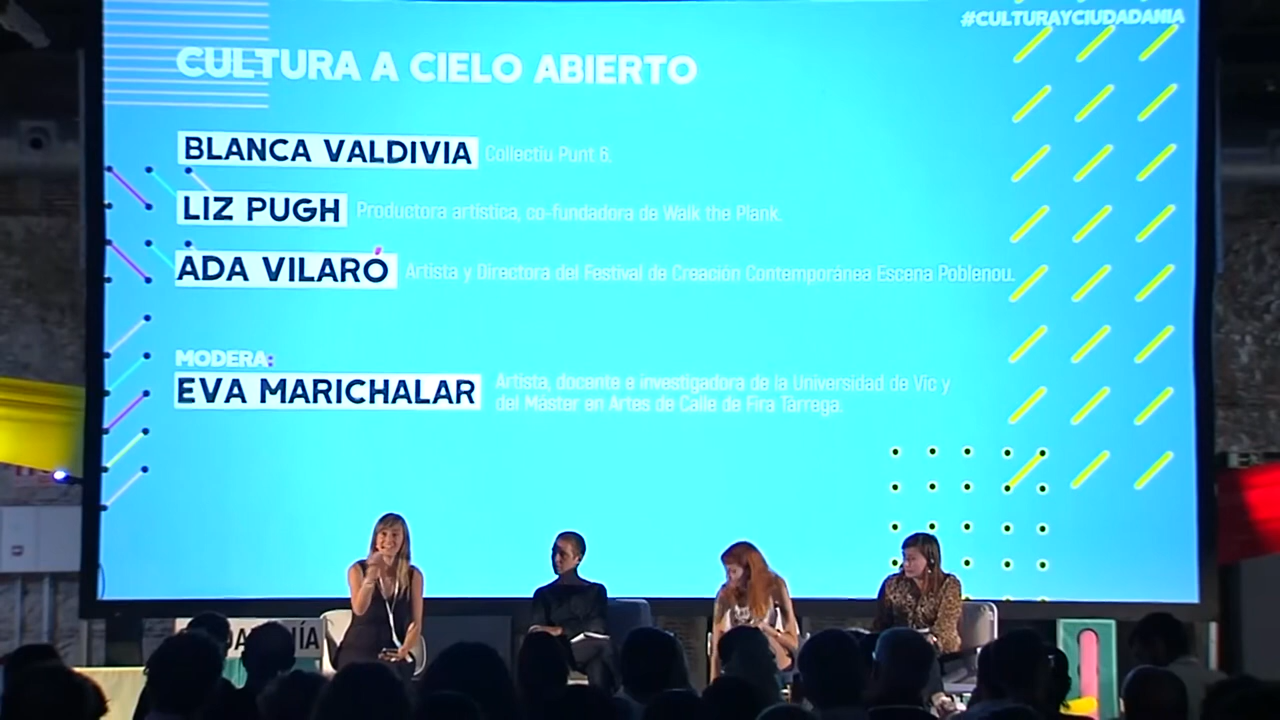 #CULTURAYCIUDADANIA
CULTURA A CIELO ABIERTO
BLANCA VALDIVIA Col·lectiu Punt 6.
LIZ PUGH Productora artística, co-fundadora de Walk the Plank.
ADA VILARÓ Artista y Directora del Festival de Creación Contemporánea Escena Poblenou.
MODERA:
EVA MARICHALAR Artista, docente e investigadora de la Universidad de Vic y
del Máster en Artes de Calle de Fira Tàrrega.